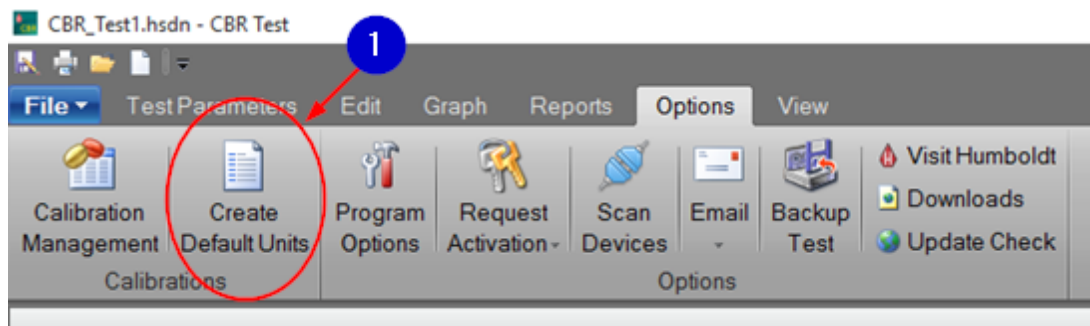 CBR_Test1.hsdn - CBR Test
1
File Test Parameters Edit Graph Reports Options View
Calibration Management
Create Default Units
Program Options
Request Activation
Scan Devices
Email
Backup Test
Visit Humboldt
Downloads
Update Check
Calibrations
Options